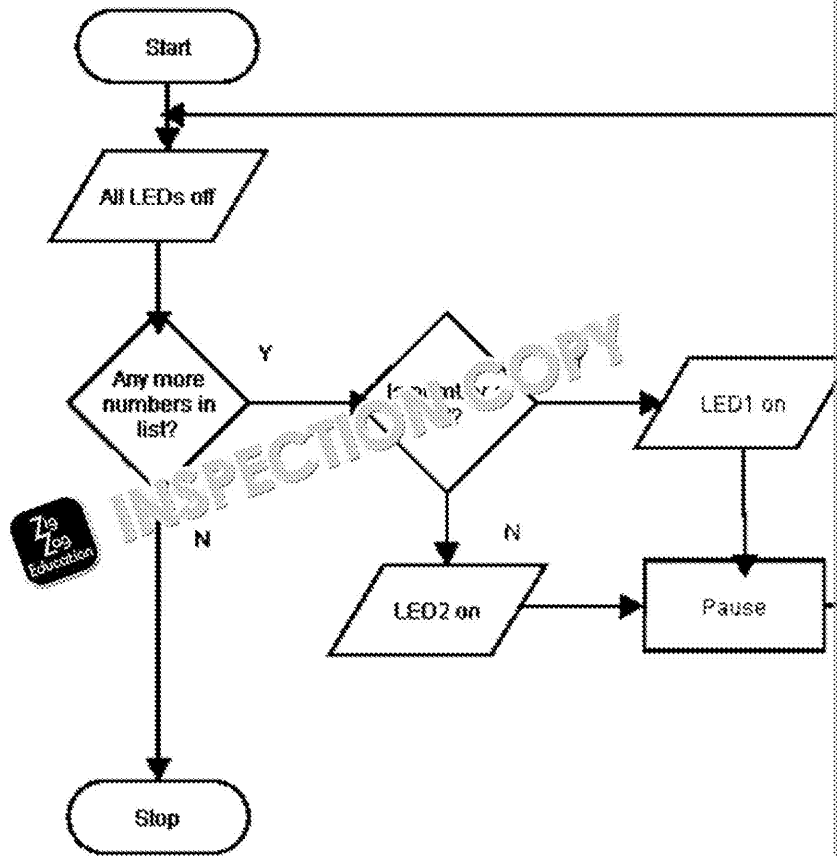 Start
All LEDs off
Any more
numbers in
list?
Y
Y
LED1 on
N
N
LED2 on
Pause
Stop
INSPECTION COPY
Zig
Zag
Education